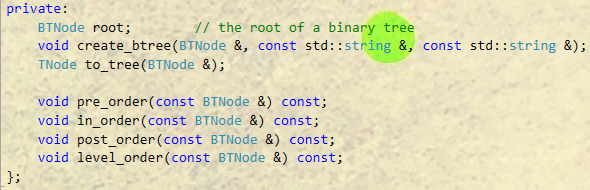 private:
    BTNode root;        // the root of a binary tree
    void create_btree(BTNode &, const std::string &, const std::string &);
    TNode to_tree(BTNode &);

    void pre_order(const BTNode &) const;
    void in_order(const BTNode &) const;
    void post_order(const BTNode &) const;
    void level_order(const BTNode &) const;
};